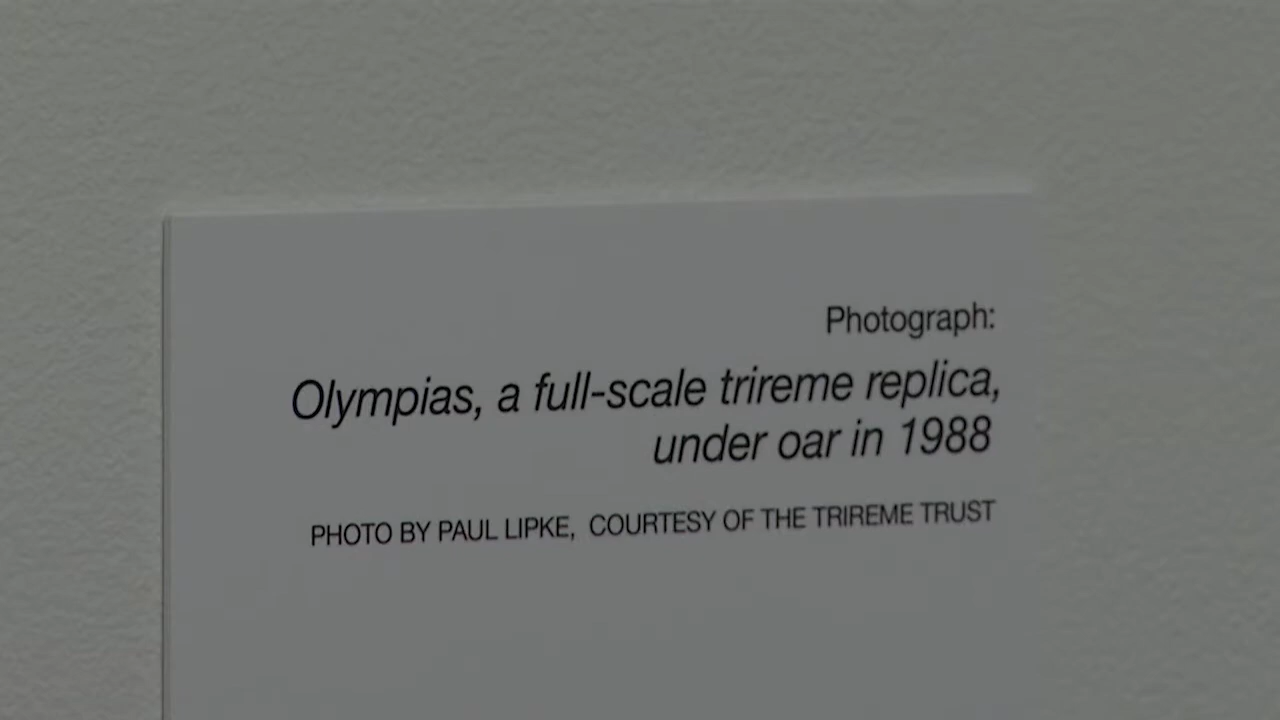 Photograph:
Olympias, a full-scale trireme replica,
under oar in 1988
PHOTO BY PAUL LIPKE, COURTESY OF THE TRIREME TRUST